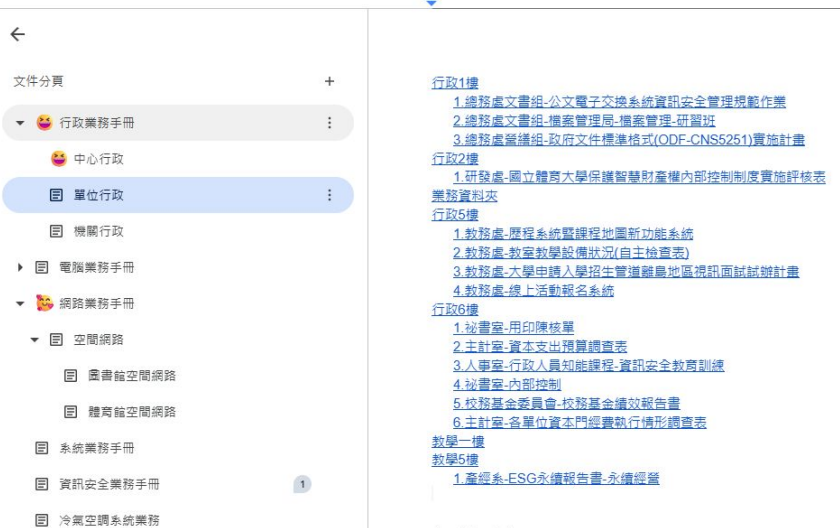 文件分頁
行政業務手冊
中心行政
單位行政
機關行政
電腦業務手冊
網路業務手冊
空間網路
圖書館空間網路
體育館空間網路
系統業務手冊
資訊安全業務手冊
1
冷氣空調系統業務
行政1樓
1.總務處文書組-公文電子交換系統資訊安全管理規範作業
2.總務處文書組-檔案管理局-檔案管理-研習班
3.總務處營繕組-政府文件標準格式(ODF-CNS5251)實施計畫
行政2樓
1.研發處-國立體育大學保護智慧財產權內部控制制度實施評核表
業務資料夾
行政5樓
1.教務處-歷程系統暨課程地圖新功能系統
2.教務處-教室教學設備狀況(自主檢查表)
3.教務處-大學申請入學招生管道離島地區視訊面試試辦計畫
4.教務處-線上活動報名系統
行政6樓
1.祕書室-用印陳核單
2.主計室-資本支出預算調查表
3.人事室-行政人員知能課程-資訊安全教育訓練
4.祕書室-內部控制
5.校務基金委員會-校務基金績效報告書
6.主計室-各單位資本門經費執行情形調查表
教學一樓
教學5樓
1.產經系-ESG永續報告書-永續經營